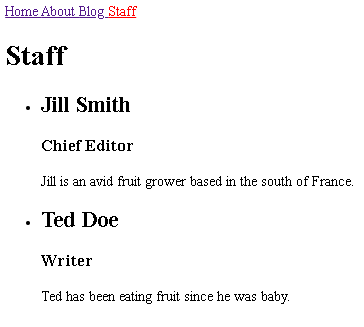 Home About Blog Staff
Staff
Jill Smith
Chief Editor
Jill is an avid fruit grower based in the south of France.
Ted Doe
Writer
Ted has been eating fruit since he was baby.